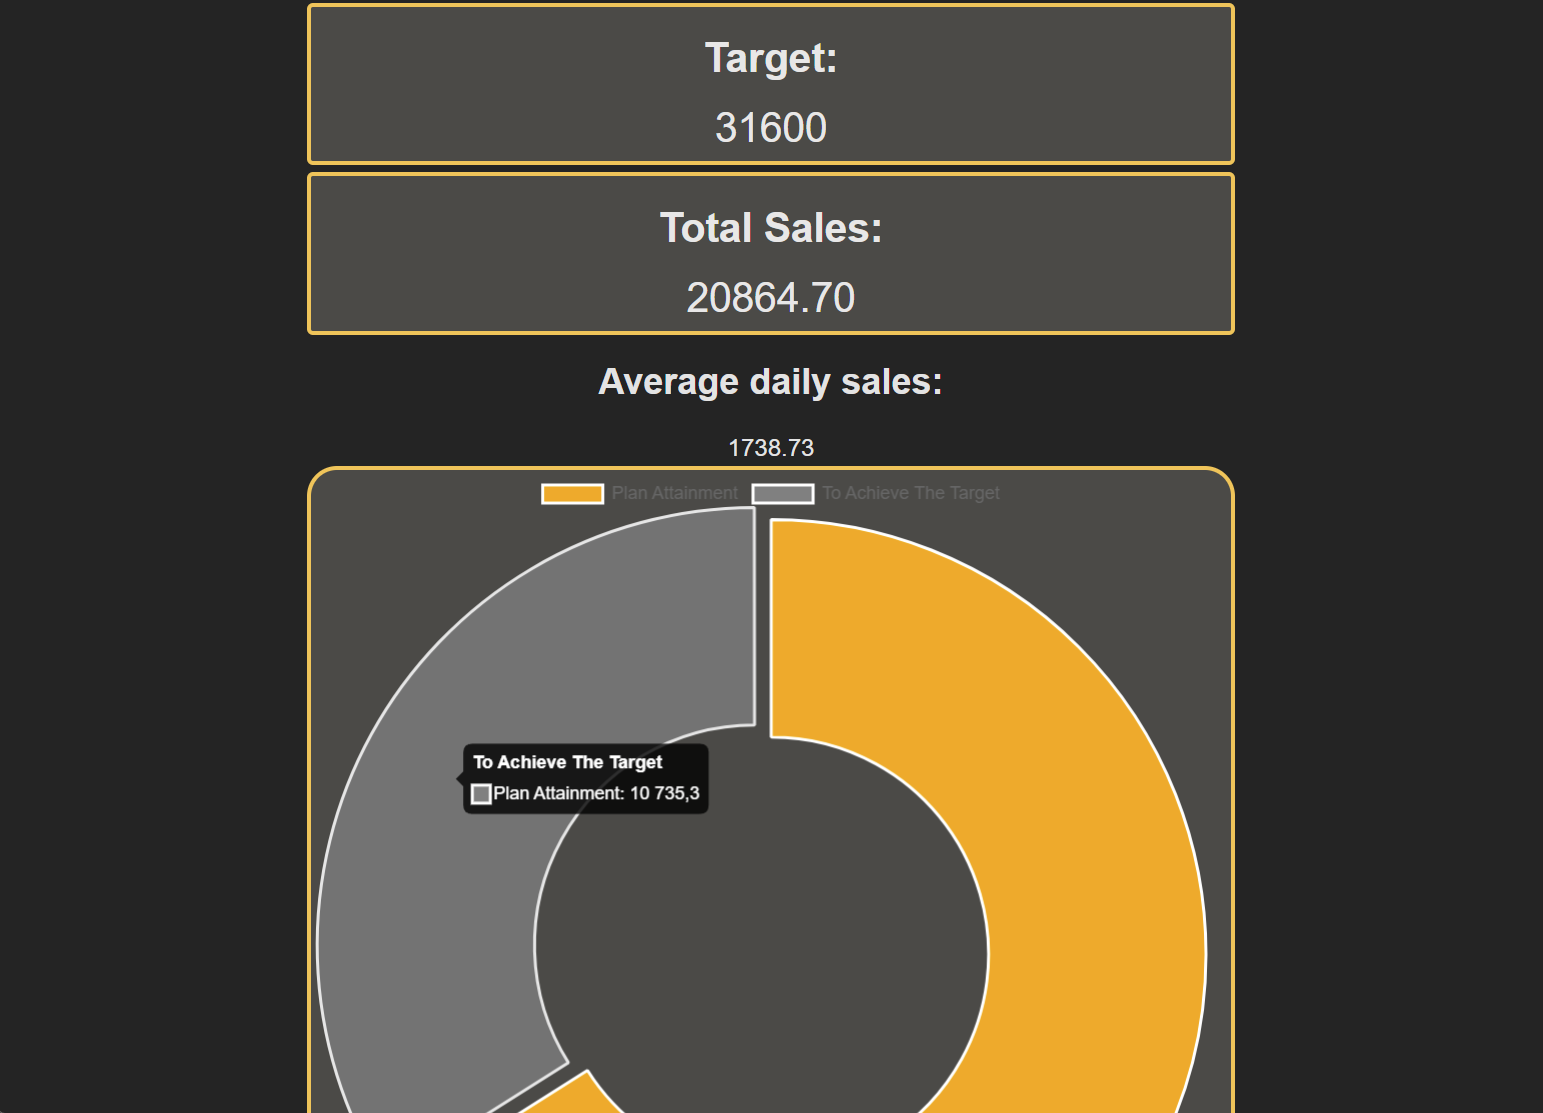 Target:
31600
Total Sales:
20864.70
Average daily sales:
1738.73
Plan Attainment To Achieve The Target
To Achieve The Target
Plan Attainment: 10 735,3